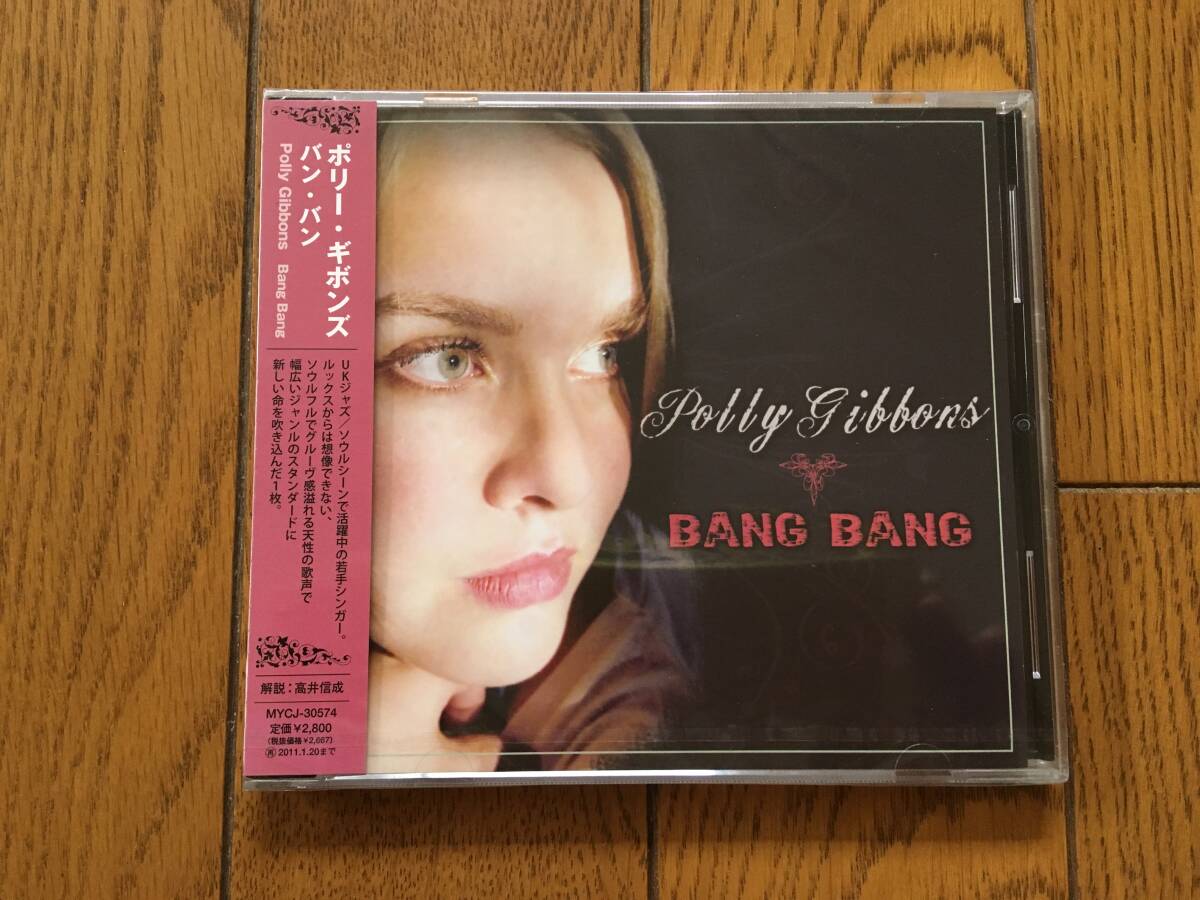 ポリー・ギボンズ
バン・バン
Polly Gibbons Bang Bang
UKジャズ/ソウルシーンで活躍中の若手シンガー。
ルックスからは想像できない、
ソウルフルでグルーヴ感溢れる天性の歌声で
幅広いジャンルのスタンダードに
新しい命を吹き込んだ1枚。
解説:高井信成
MYCJ-30574
定価¥2,800
(税抜価格¥2,667)
㊢2011.1.20まで
Polly Gibbons
BANG BANG